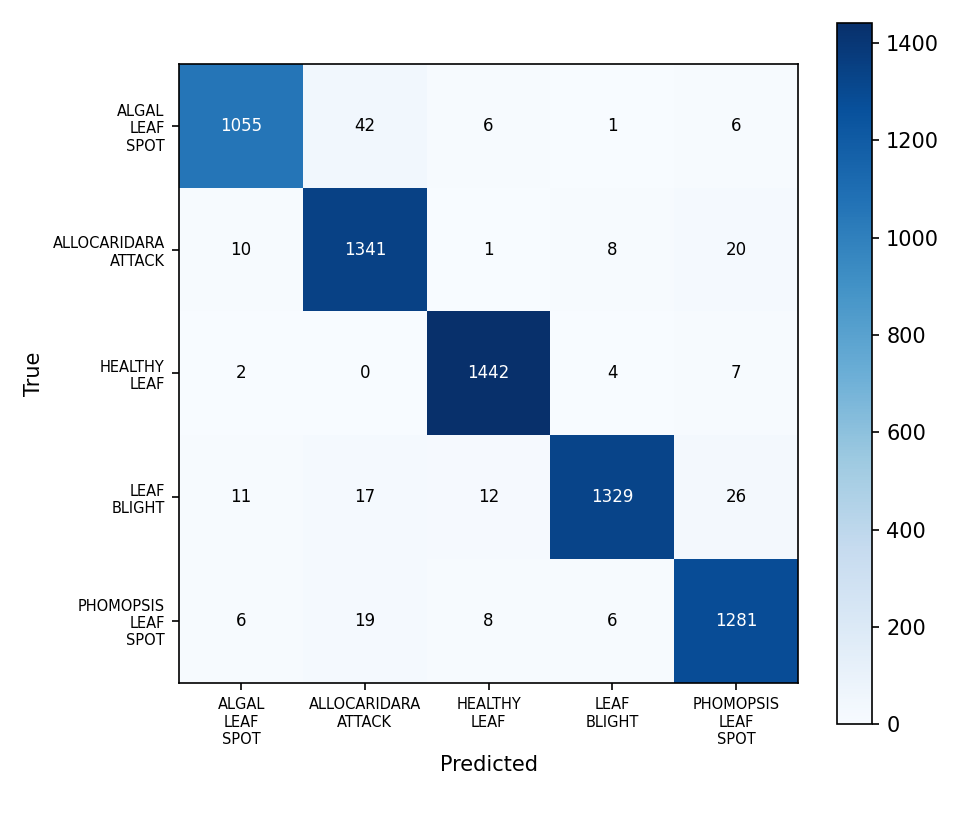 ALGAL
LEAF
SPOT
1055 42 6 1 6
ALLOCARIDARA
ATTACK
10 1341 1 8 20
HEALTHY
LEAF
2 0 1442 4 7
LEAF
BLIGHT
11 17 12 1329 26
PHOMOPSIS
LEAF
SPOT
6 19 8 6 1281
True
ALGAL
LEAF
SPOT
ALLOCARIDARA
ATTACK
HEALTHY
LEAF
LEAF
BLIGHT
PHOMOPSIS
LEAF
SPOT
Predicted
1400
1200
1000
800
600
400
200
0